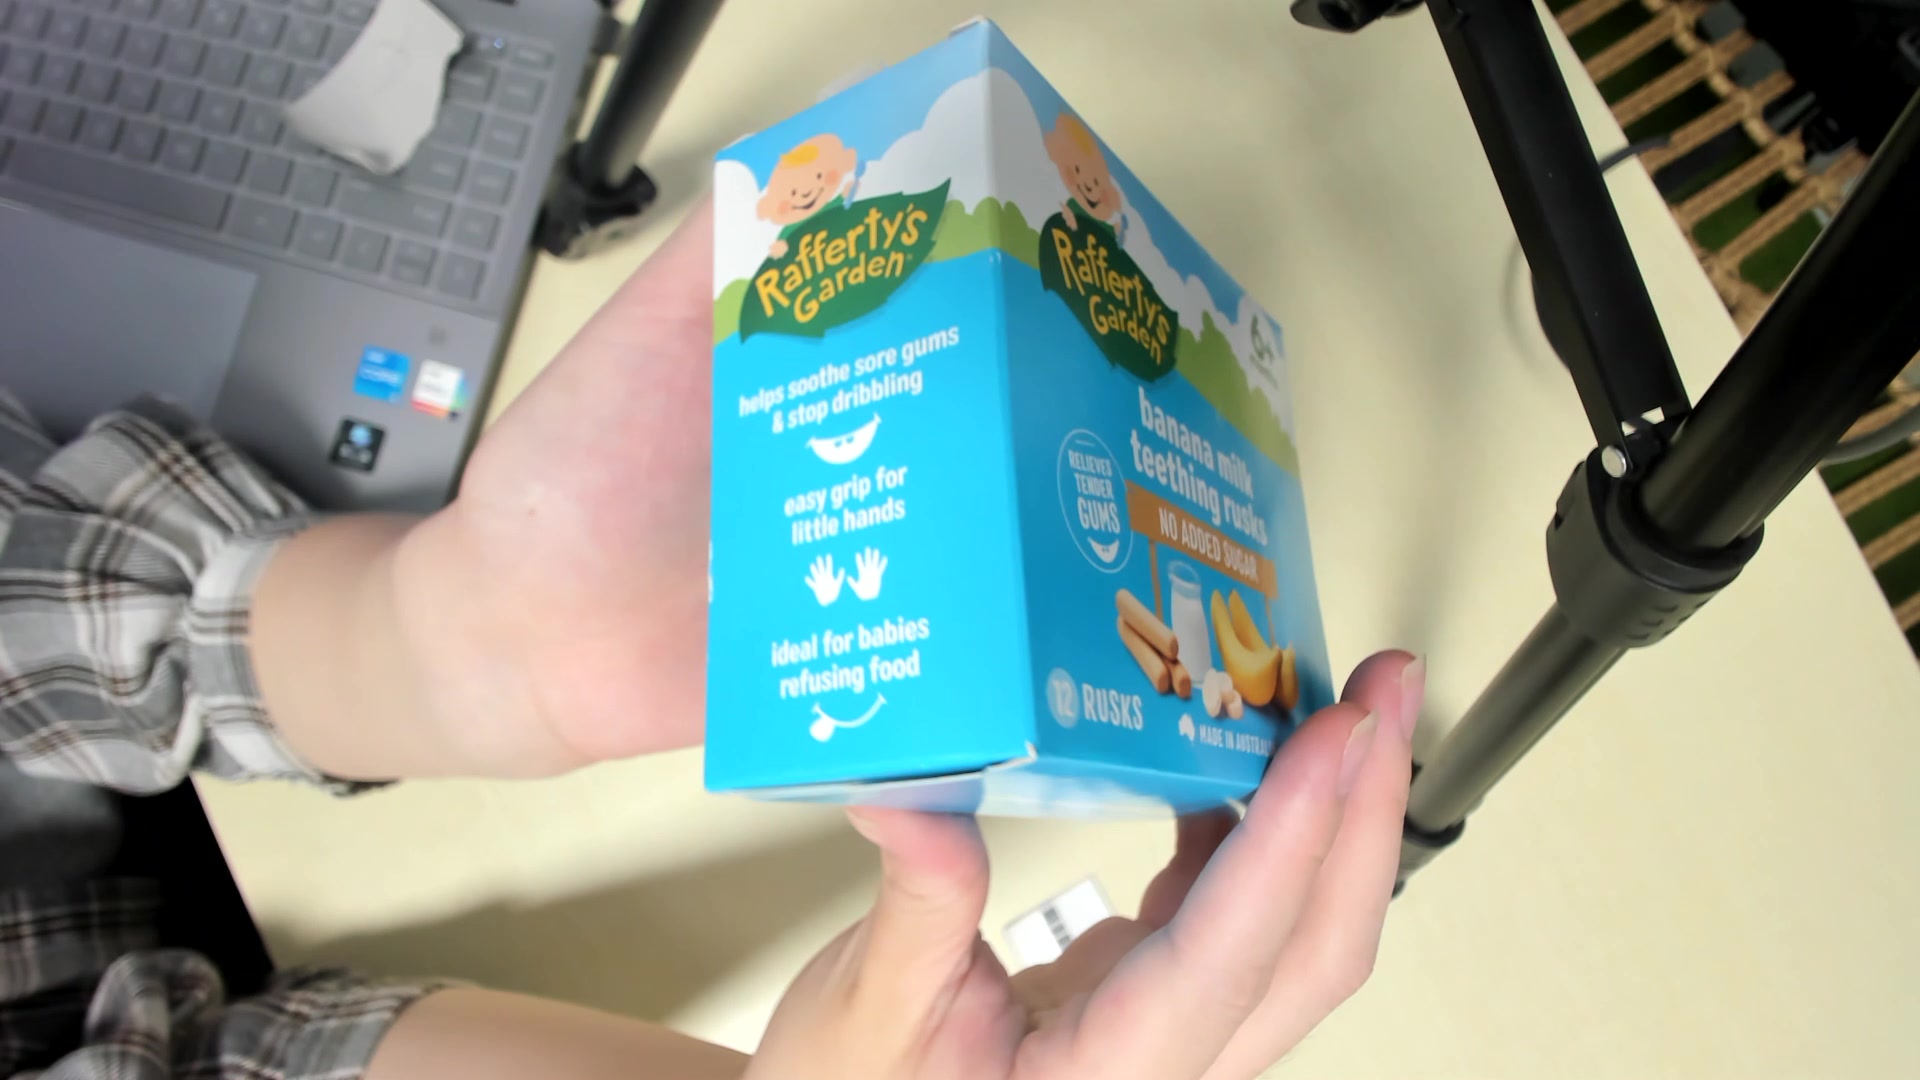 Rafferty's
Garden
helps soothe sore gums
& stop dribbling
easy grip for
little hands
ideal for babies
refusing food
Rafferty's
Garden
6+
banana milk
teething rusks
RELIEVES
TENDER
GUMS
NO ADDED SUGAR
12 RUSKS
MADE IN